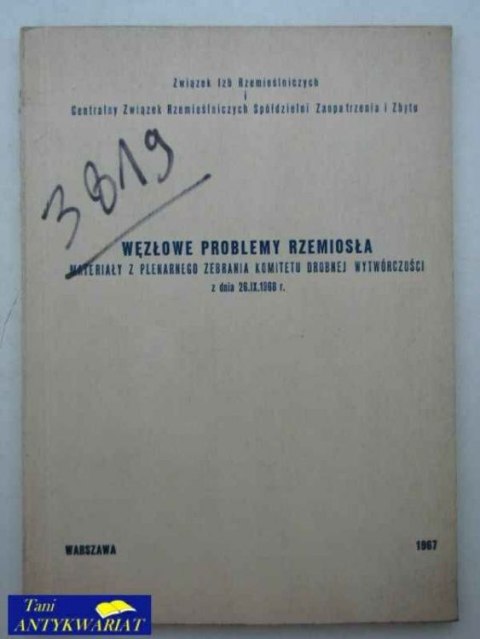 Związek Izb Rzemieślniczych
i
Centralny Związek Rzemieślniczych Spółdzielni Zaopatrzenia i Zbytu
3819
WĘZŁOWE PROBLEMY RZEMIOSŁA
MATERIAŁY Z PLENARNEGO ZEBRANIA KOMITETU DROBNEJ WYTWÓRCZOŚCI
z dnia 26.IX.1966 r.
WARSZAWA 1967
Tani
ANTYKWARIAT